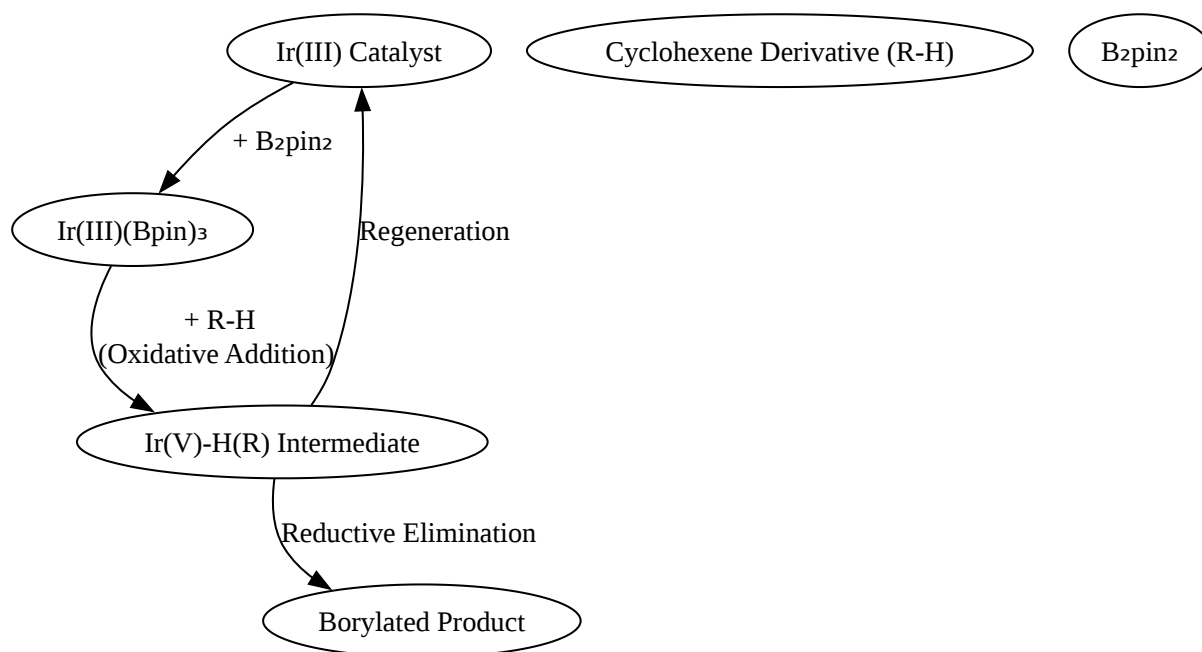 Ir(III) Catalyst
Cyclohexene Derivative (R-H)
B₂pin₂
+ B₂pin₂
Ir(III)(Bpin)₃
Regeneration
+ R-H
(Oxidative Addition)
Ir(V)-H(R) Intermediate
Reductive Elimination
Borylated Product